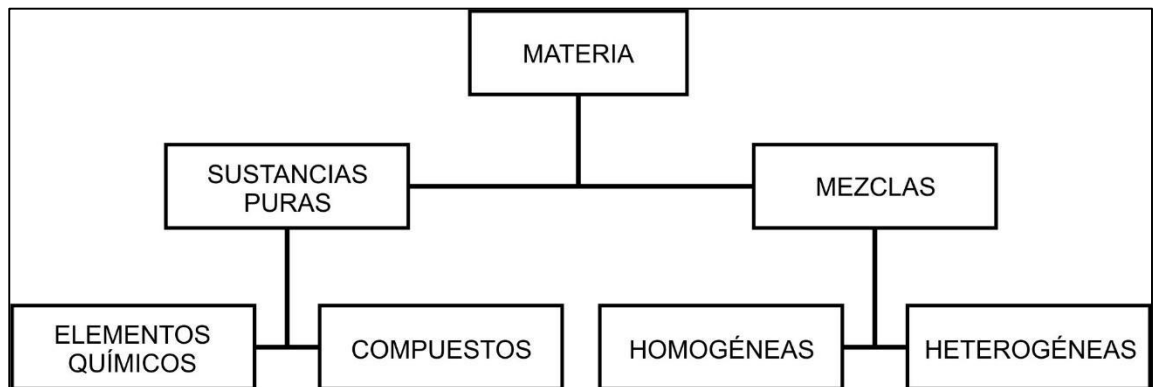 MATERIA
SUSTANCIAS
PURAS
MEZCLAS
ELEMENTOS
QUÍMICOS
COMPUESTOS
HOMOGÉNEAS
HETEROGÉNEAS